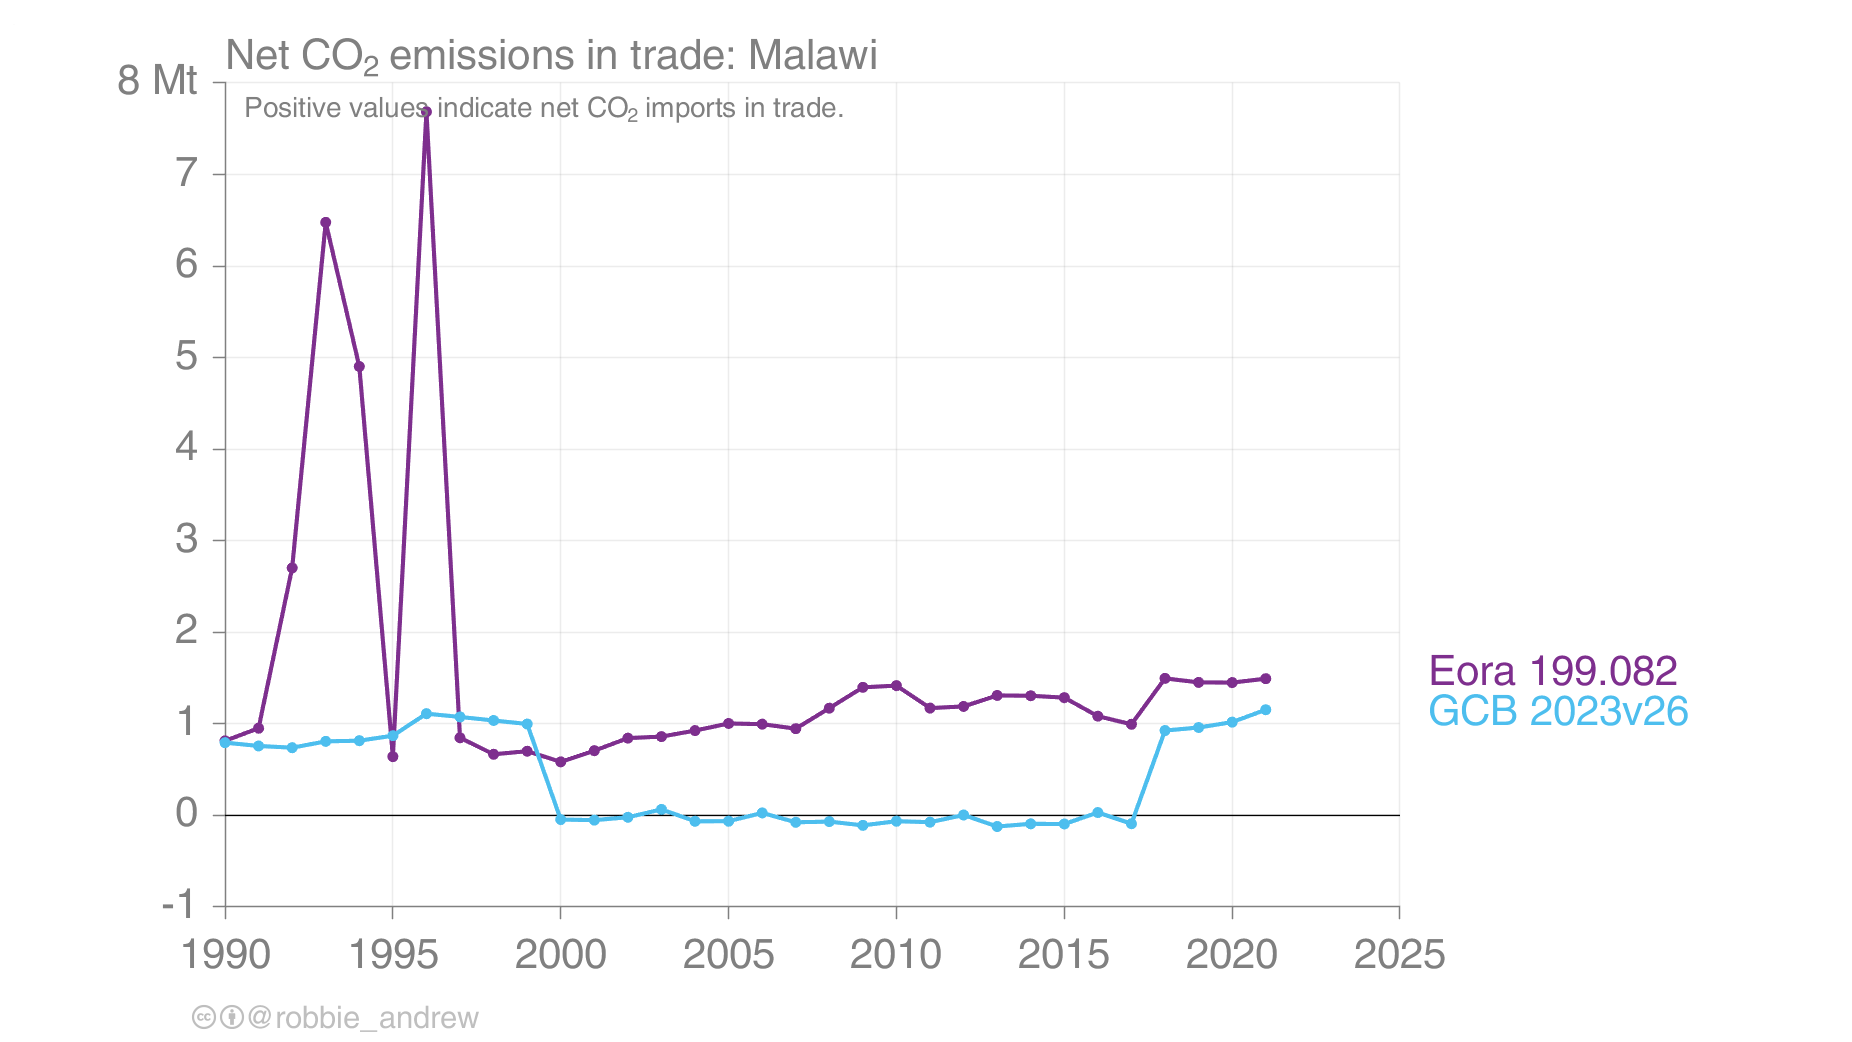 Net CO₂ emissions in trade: Malawi
8 Mt
Positive values indicate net CO₂ imports in trade.
7
6
5
4
3
2
1
0
-1
Eora 199.082
GCB 2023v26
1990 1995 2000 2005 2010 2015 2020 2025
@robbie_andrew